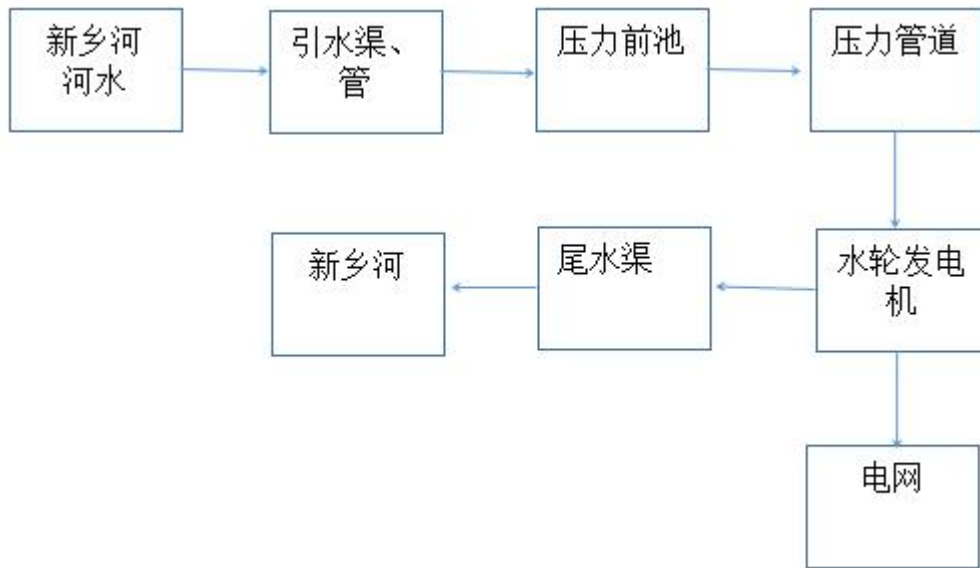 新乡河
河水
引水渠、
管
压力前池
压力管道
新乡河
尾水渠
水轮发电
机
电网